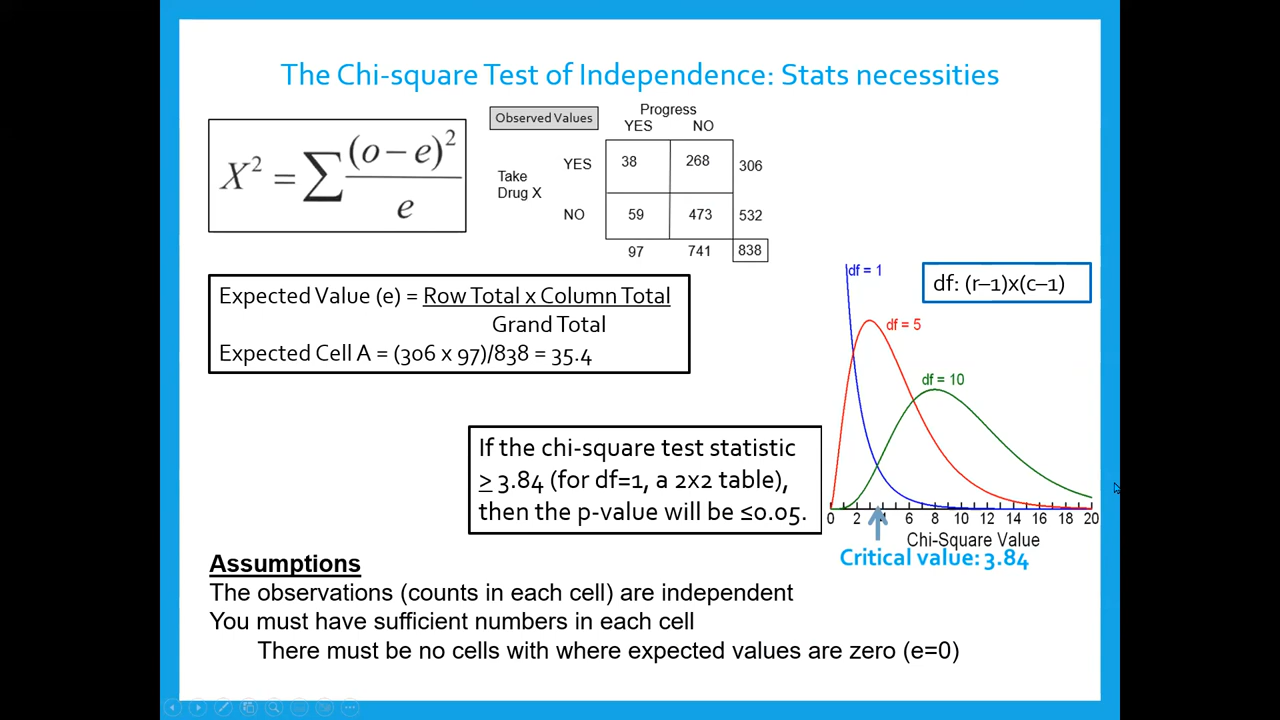 The Chi-square Test of Independence: Stats necessities
X² = ∑ (o – e)²
e
Observed Values
Progress
YES NO
Take
Drug X
YES 38 268 306
NO 59 473 532
97 741 838
Expected Value (e) = Row Total x Column Total
Grand Total
Expected Cell A = (306 x 97)/838 = 35.4
df: (r–1)x(c–1)
df = 1
df = 5
df = 10
0 2 4 6 8 10 12 14 16 18 20
Chi-Square Value
Critical value: 3.84
If the chi-square test statistic
≥ 3.84 (for df=1, a 2x2 table),
then the p-value will be ≤0.05.
Assumptions
The observations (counts in each cell) are independent
You must have sufficient numbers in each cell
There must be no cells with where expected values are zero (e=0)